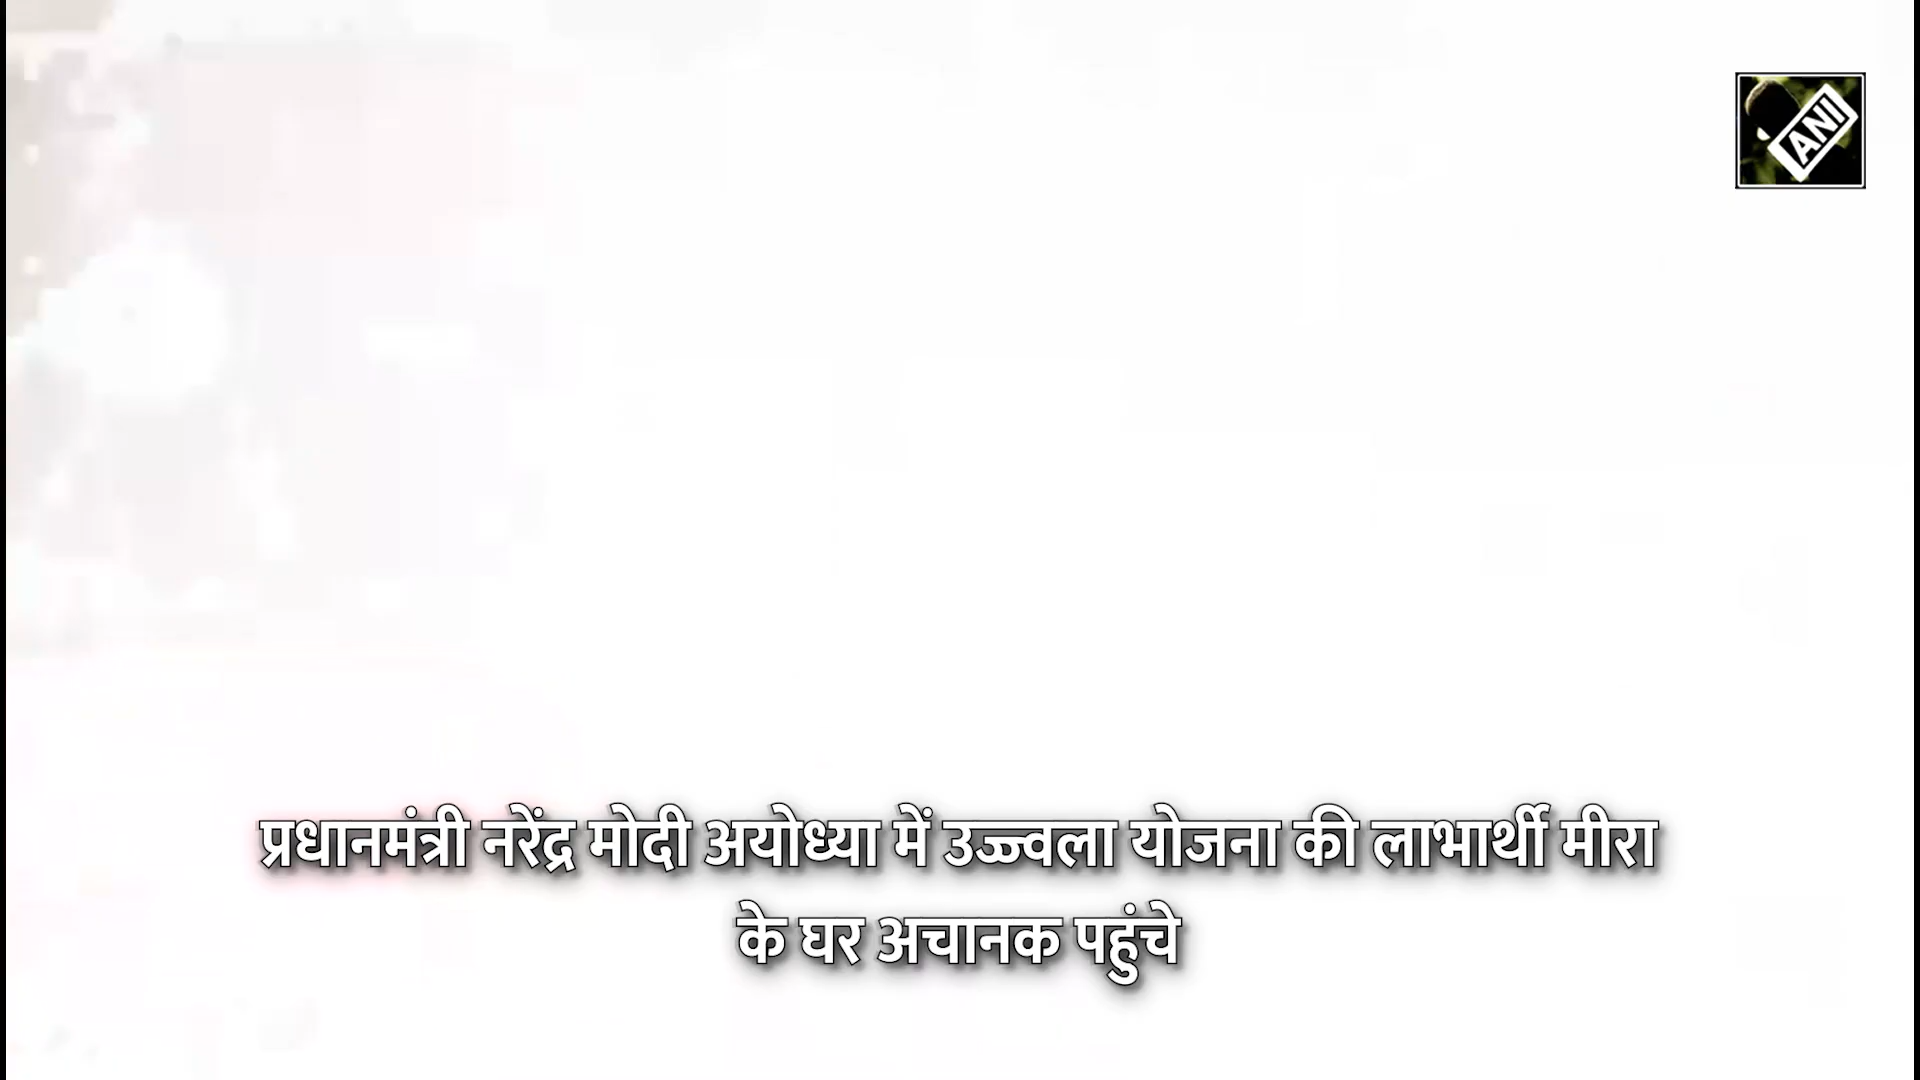 ANI
प्रधानमंत्री नरेंद्र मोदी अयोध्या में उज्ज्वला योजना की लाभार्थी मीरा
के घर अचानक पहुंचे